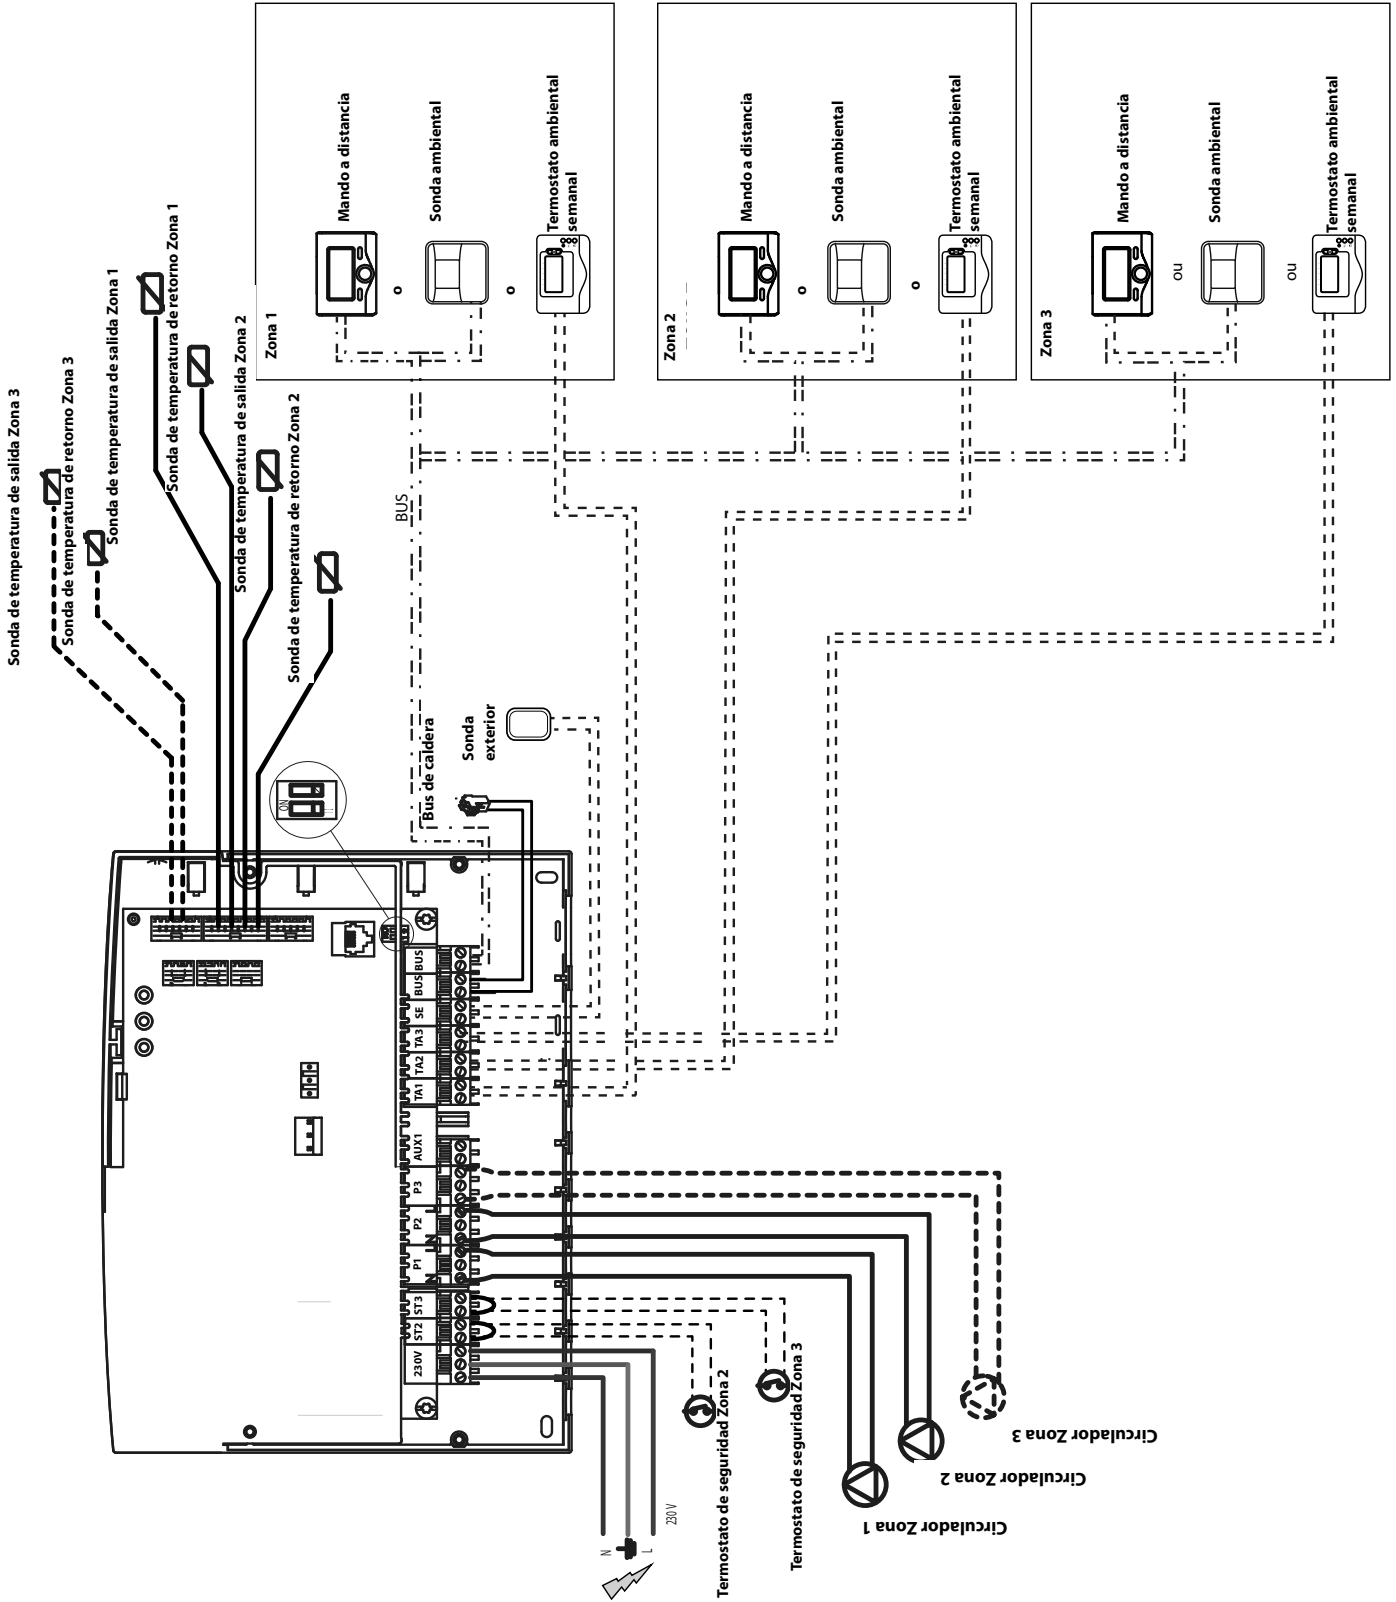 Sonda de temperatura de salida Zona 3
Sonda de temperatura de retorno Zona 3
Sonda de temperatura de salida Zona 1
Sonda de temperatura de retorno Zona 1
Sonda de temperatura de salida Zona 2
Sonda de temperatura de retorno Zona 2
Zona 1
Mando a distancia
o
Sonda ambiental
o
Termostato ambiental
semanal
Zona 2
Mando a distancia
o
Sonda ambiental
o
Termostato ambiental
semanal
Zona 3
Mando a distancia
ou
Sonda ambiental
ou
Termostato ambiental
semanal
BUS
Bus de caldera
Sonda
exterior
ON
BUS
BUS
SE
TA3
TA2
TA1
AUX1
P3
P2
P1
ST3
ST2
230V
L
N
L
N
N
L
230 V
Termostato de seguridad Zona 2
Termostato de seguridad Zona 3
Circulador Zona 1
Circulador Zona 2
Circulador Zona 3